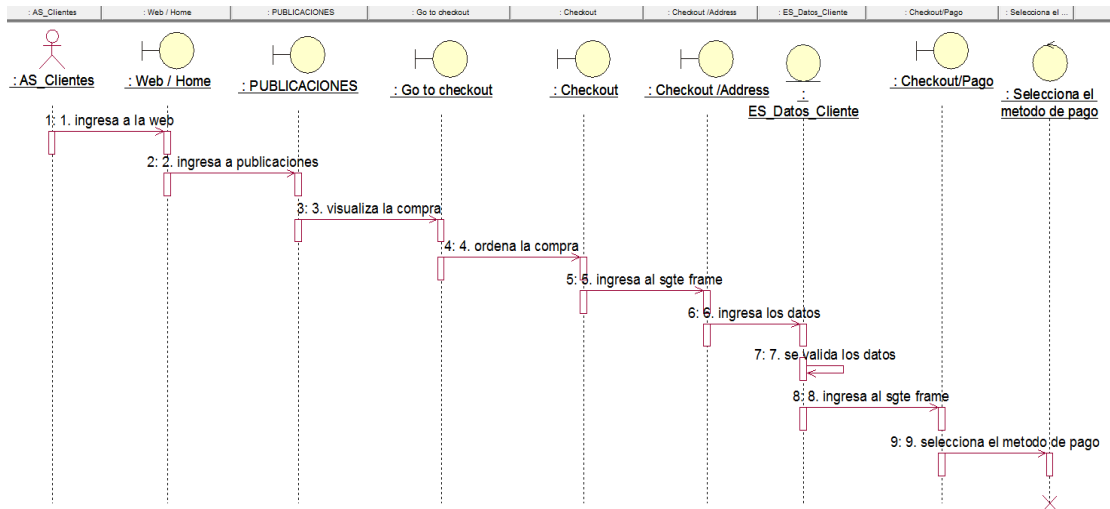 : AS_Clientes
: Web / Home
: PUBLICACIONES
: Go to checkout
: Checkout
: Checkout /Address
: ES_Datos_Cliente
: Checkout/Pago
: Selecciona el ...
: AS_Clientes
: Web / Home
: PUBLICACIONES
: Go to checkout
: Checkout
: Checkout /Address
:
ES_Datos_Cliente
: Checkout/Pago
: Selecciona el
metodo de pago
1: 1. ingresa a la web
2: 2. ingresa a publicaciones
3: 3. visualiza la compra
4: 4. ordena la compra
5: 5. ingresa al sgte frame
6: 6. ingresa los datos
7: 7. se valida los datos
8: 8. ingresa al sgte frame
9: 9. selecciona el metodo de pago